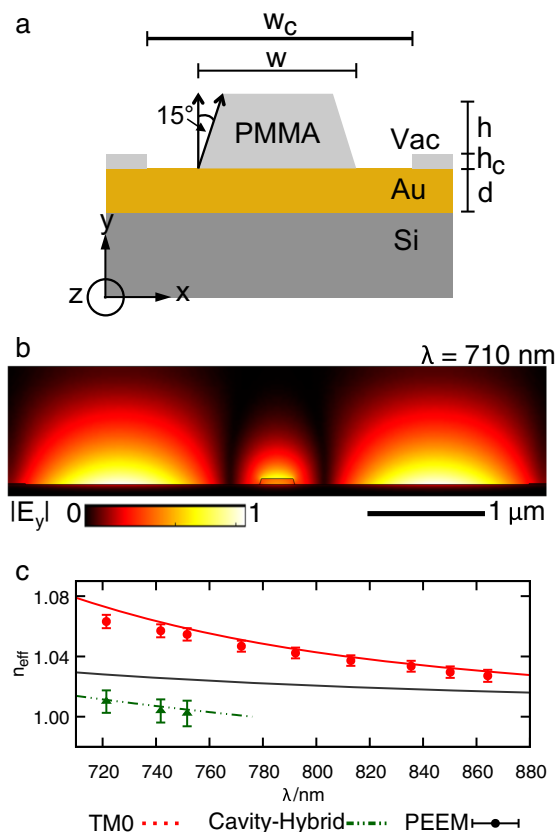 a
w_c
w
15°
PMMA
Vac
h
h_c
Au
d
Si
y
z
x
b
λ = 710 nm
|E_y| 0 1
1 μm
c
n_eff
1.08
1.04
1.00
720 740 760 780 800 820 840 860 880
λ/nm
TM0 Cavity-Hybrid PEEM